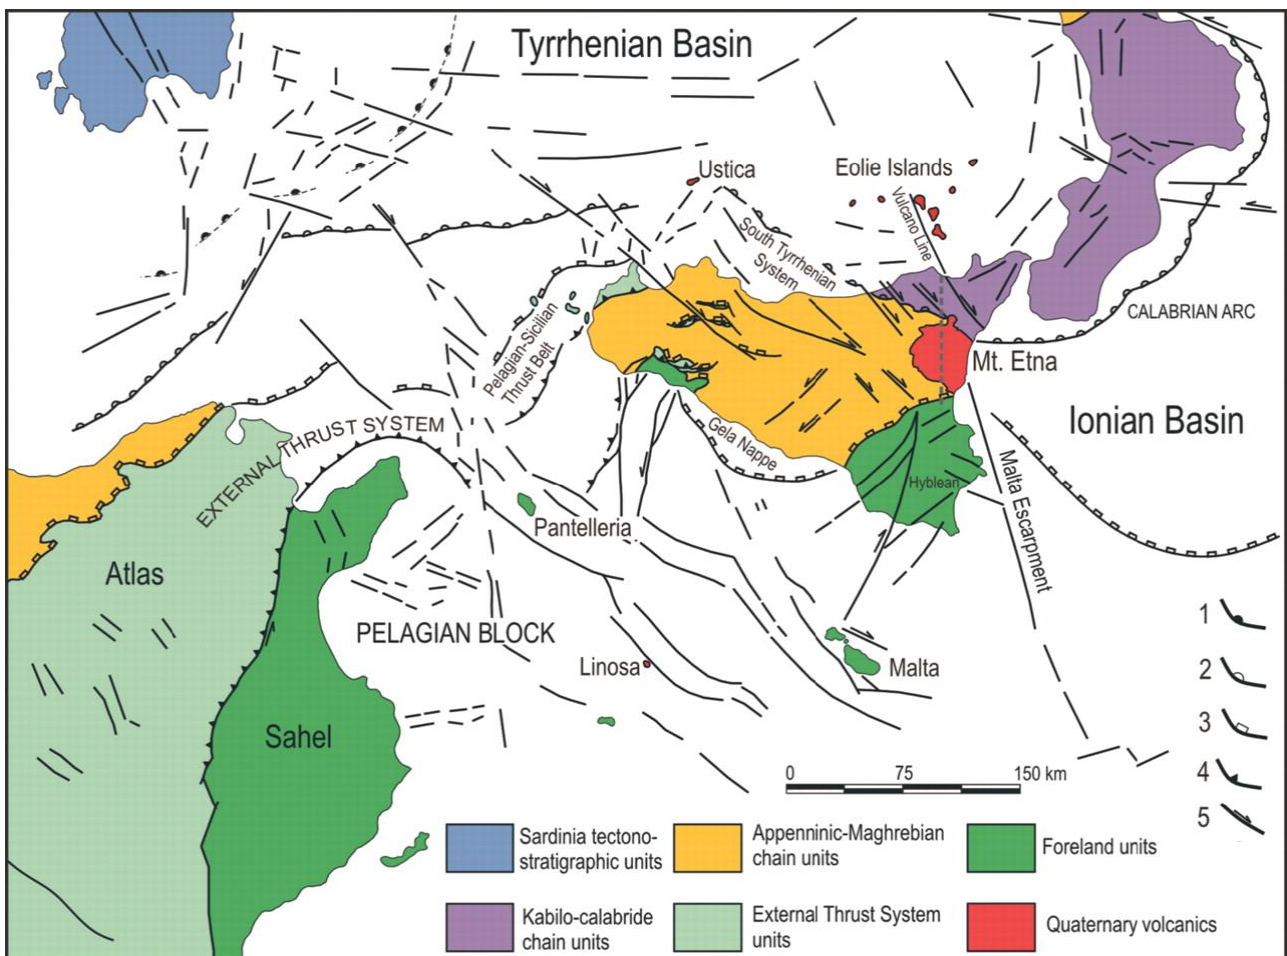 Tyrrhenian Basin
Ustica
Eolie Islands
Vulcano Line
South Tyrrhenian
System
CALABRIAN ARC
Pelagian-Sicilian
Thrust Belt
Mt. Etna
Ionian Basin
EXTERNAL THRUST SYSTEM
Gela Nappe
Hyblean
Malta Escarpment
Pantelleria
Atlas
PELAGIAN BLOCK
Linosa
Malta
Sahel
1
2
3
4
5
0 75 150 km
Sardinia tectono-
stratigraphic units
Appenninic-Maghrebian
chain units
Foreland units
Kabilo-calabride
chain units
External Thrust System
units
Quaternary volcanics